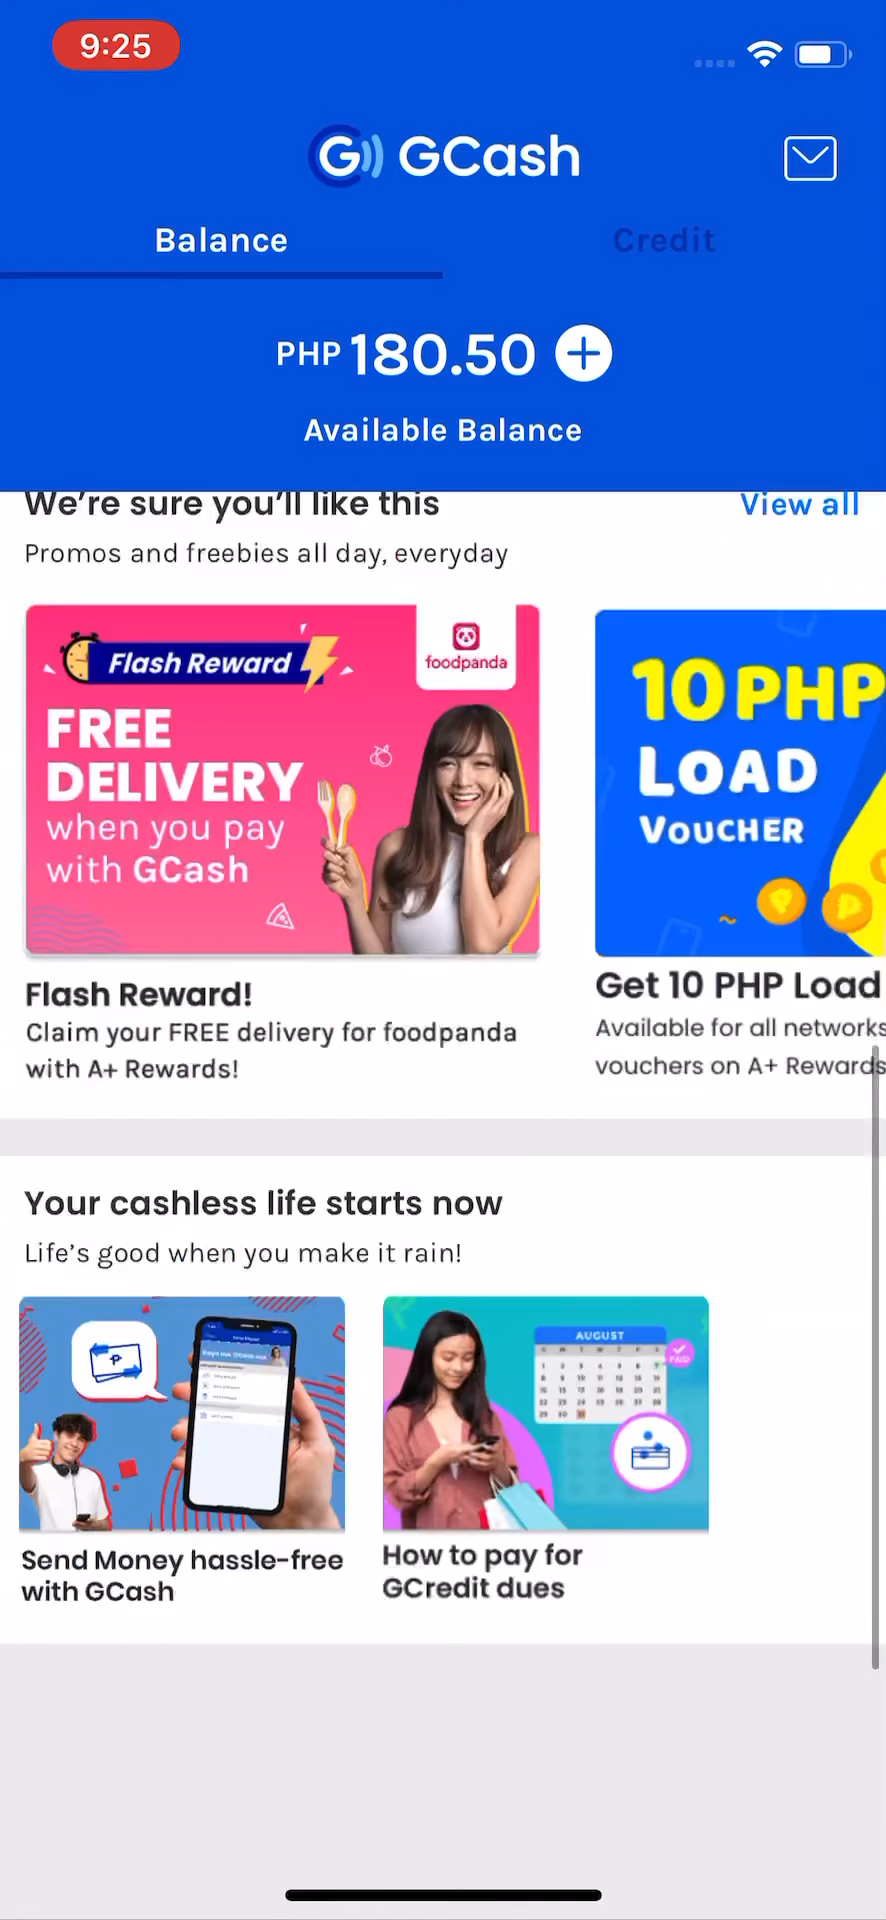 9:25
GCash
Balance
Credit
PHP 180.50
Available Balance
We're sure you'll like this
View all
Promos and freebies all day, everyday
Flash Reward
foodpanda
FREE
DELIVERY
when you pay
with GCash
10 PHP
LOAD
VOUCHER
Flash Reward!
Claim your FREE delivery for foodpanda
with A+ Rewards!
Get 10 PHP Load
Available for all networks
vouchers on A+ Rewards
Your cashless life starts now
Life's good when you make it rain!
AUGUST
PAID
Send Money hassle-free
with GCash
How to pay for
GCredit dues